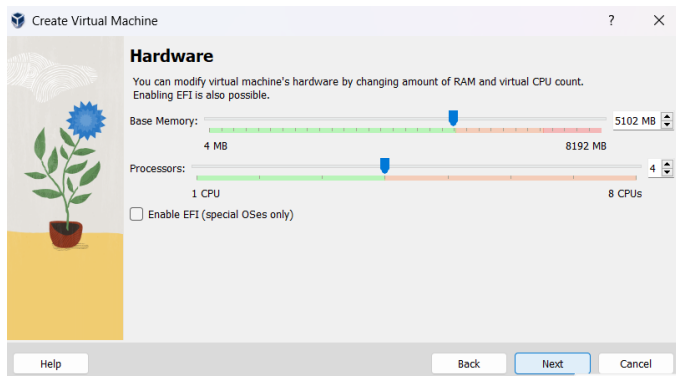 Create Virtual Machine
?
Hardware
You can modify virtual machine's hardware by changing amount of RAM and virtual CPU count.
Enabling EFI is also possible.
Base Memory: 5102 MB
4 MB 8192 MB
Processors: 4
1 CPU 8 CPUs
Enable EFI (special OSes only)
Help Back Next Cancel